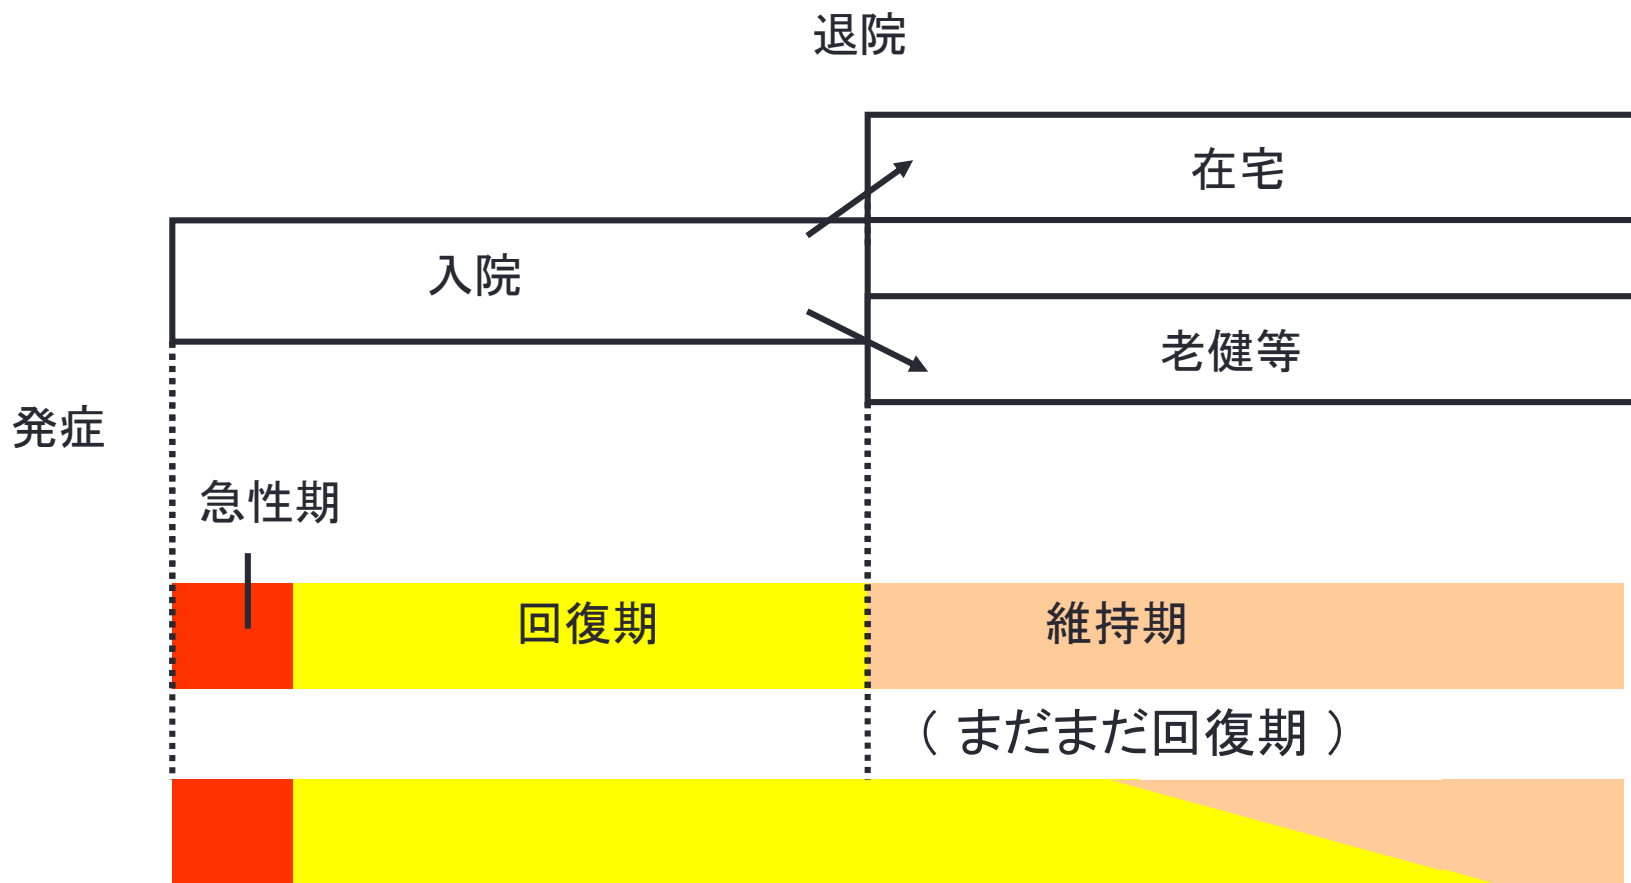 退院
在宅
入院
老健等
発症
急性期
回復期
維持期
（ まだまだ回復期 ）